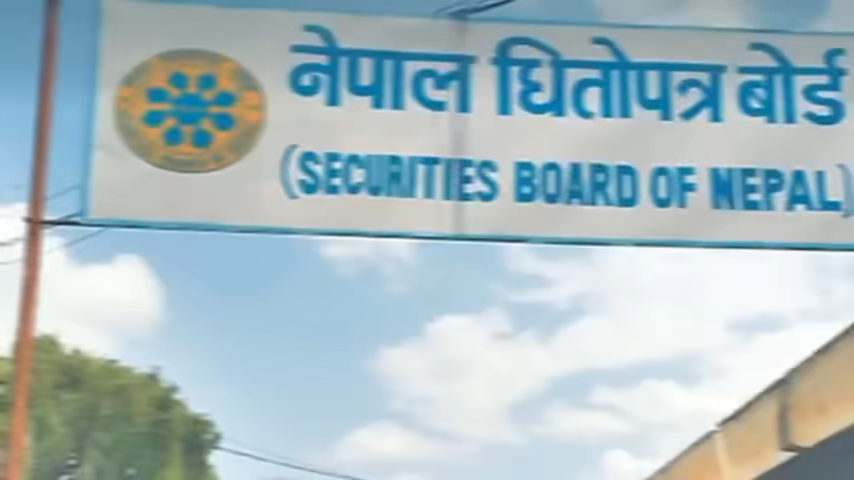 नेपाल धितोपत्र बोर्ड
(SECURITIES BOARD OF NEPAL)